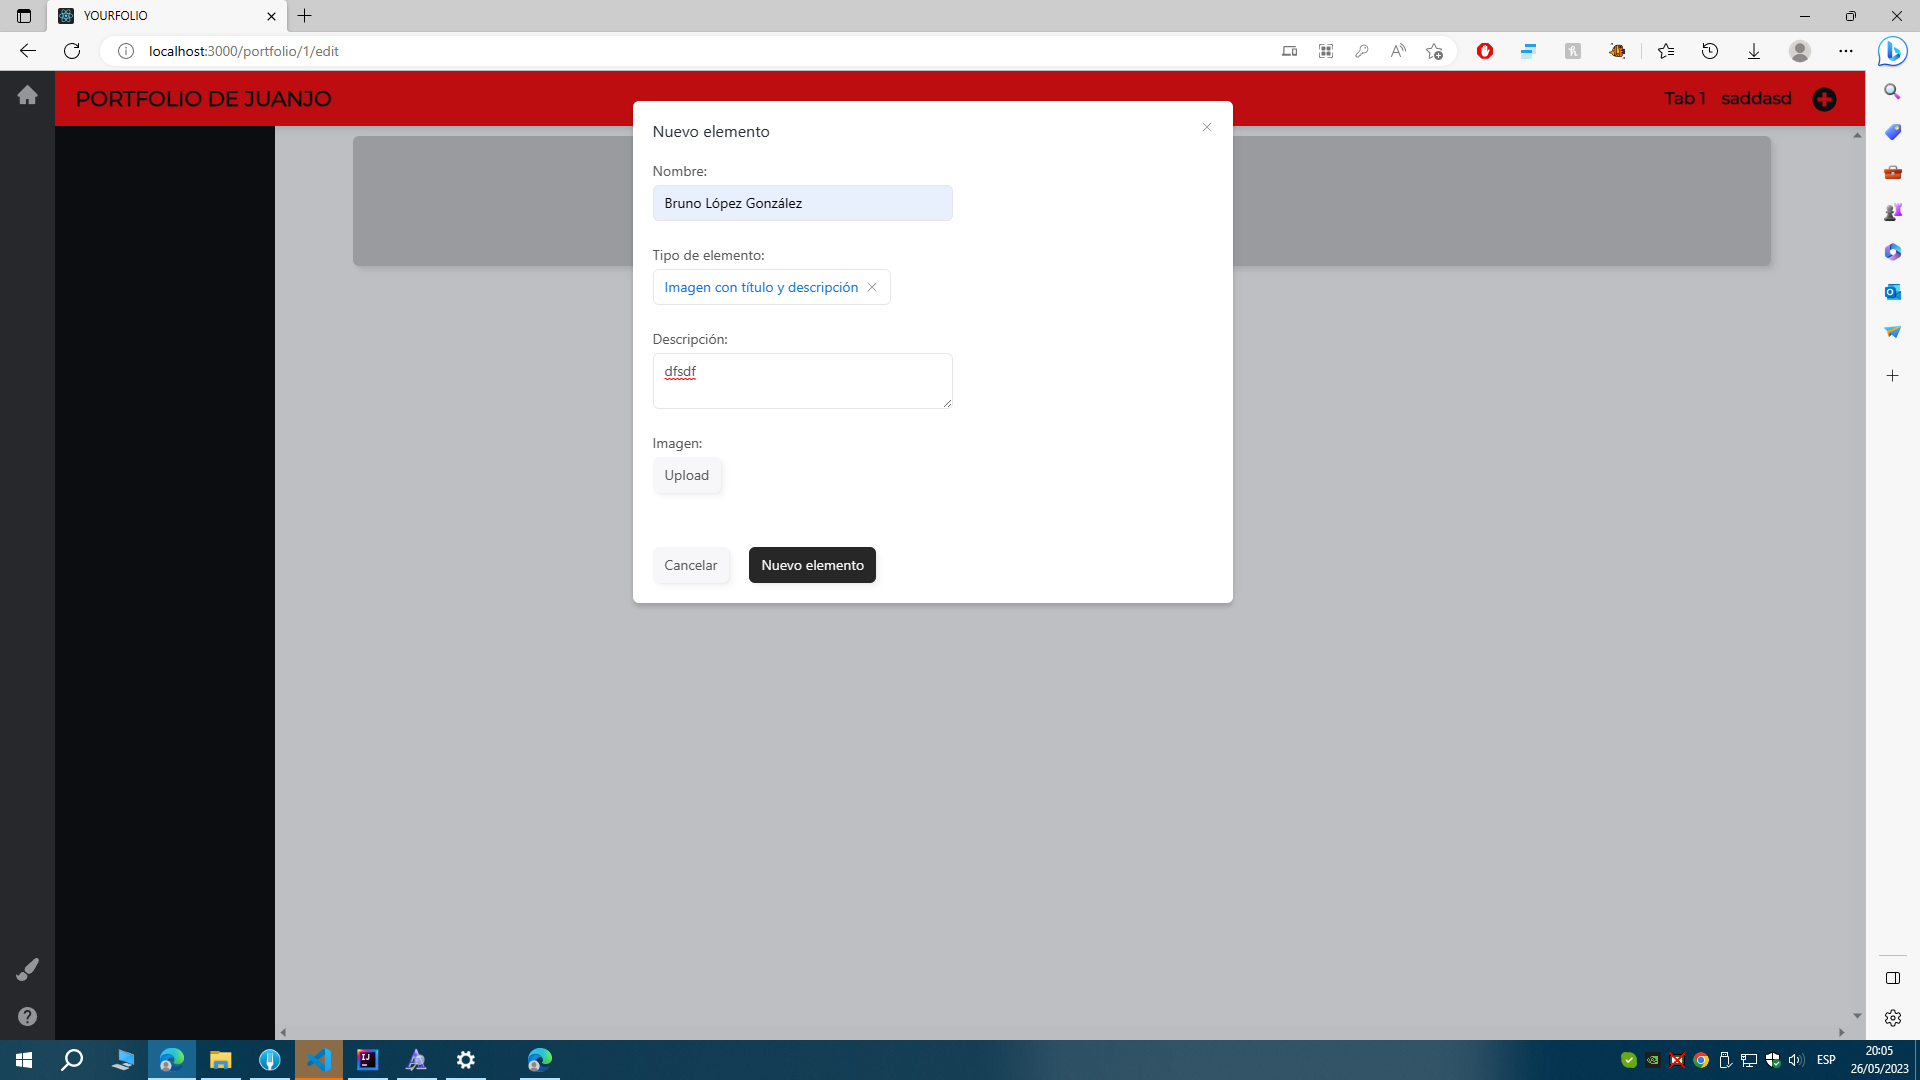 YOURFOLIO
localhost:3000/portfolio/1/edit
PORTFOLIO DE JUANJO
Tab 1 saddasd
Nuevo elemento
Nombre:
Bruno López González
Tipo de elemento:
Imagen con título y descripción
Descripción:
dfsdf
Imagen:
Upload
Cancelar
Nuevo elemento
ESP
20:05
26/05/2023